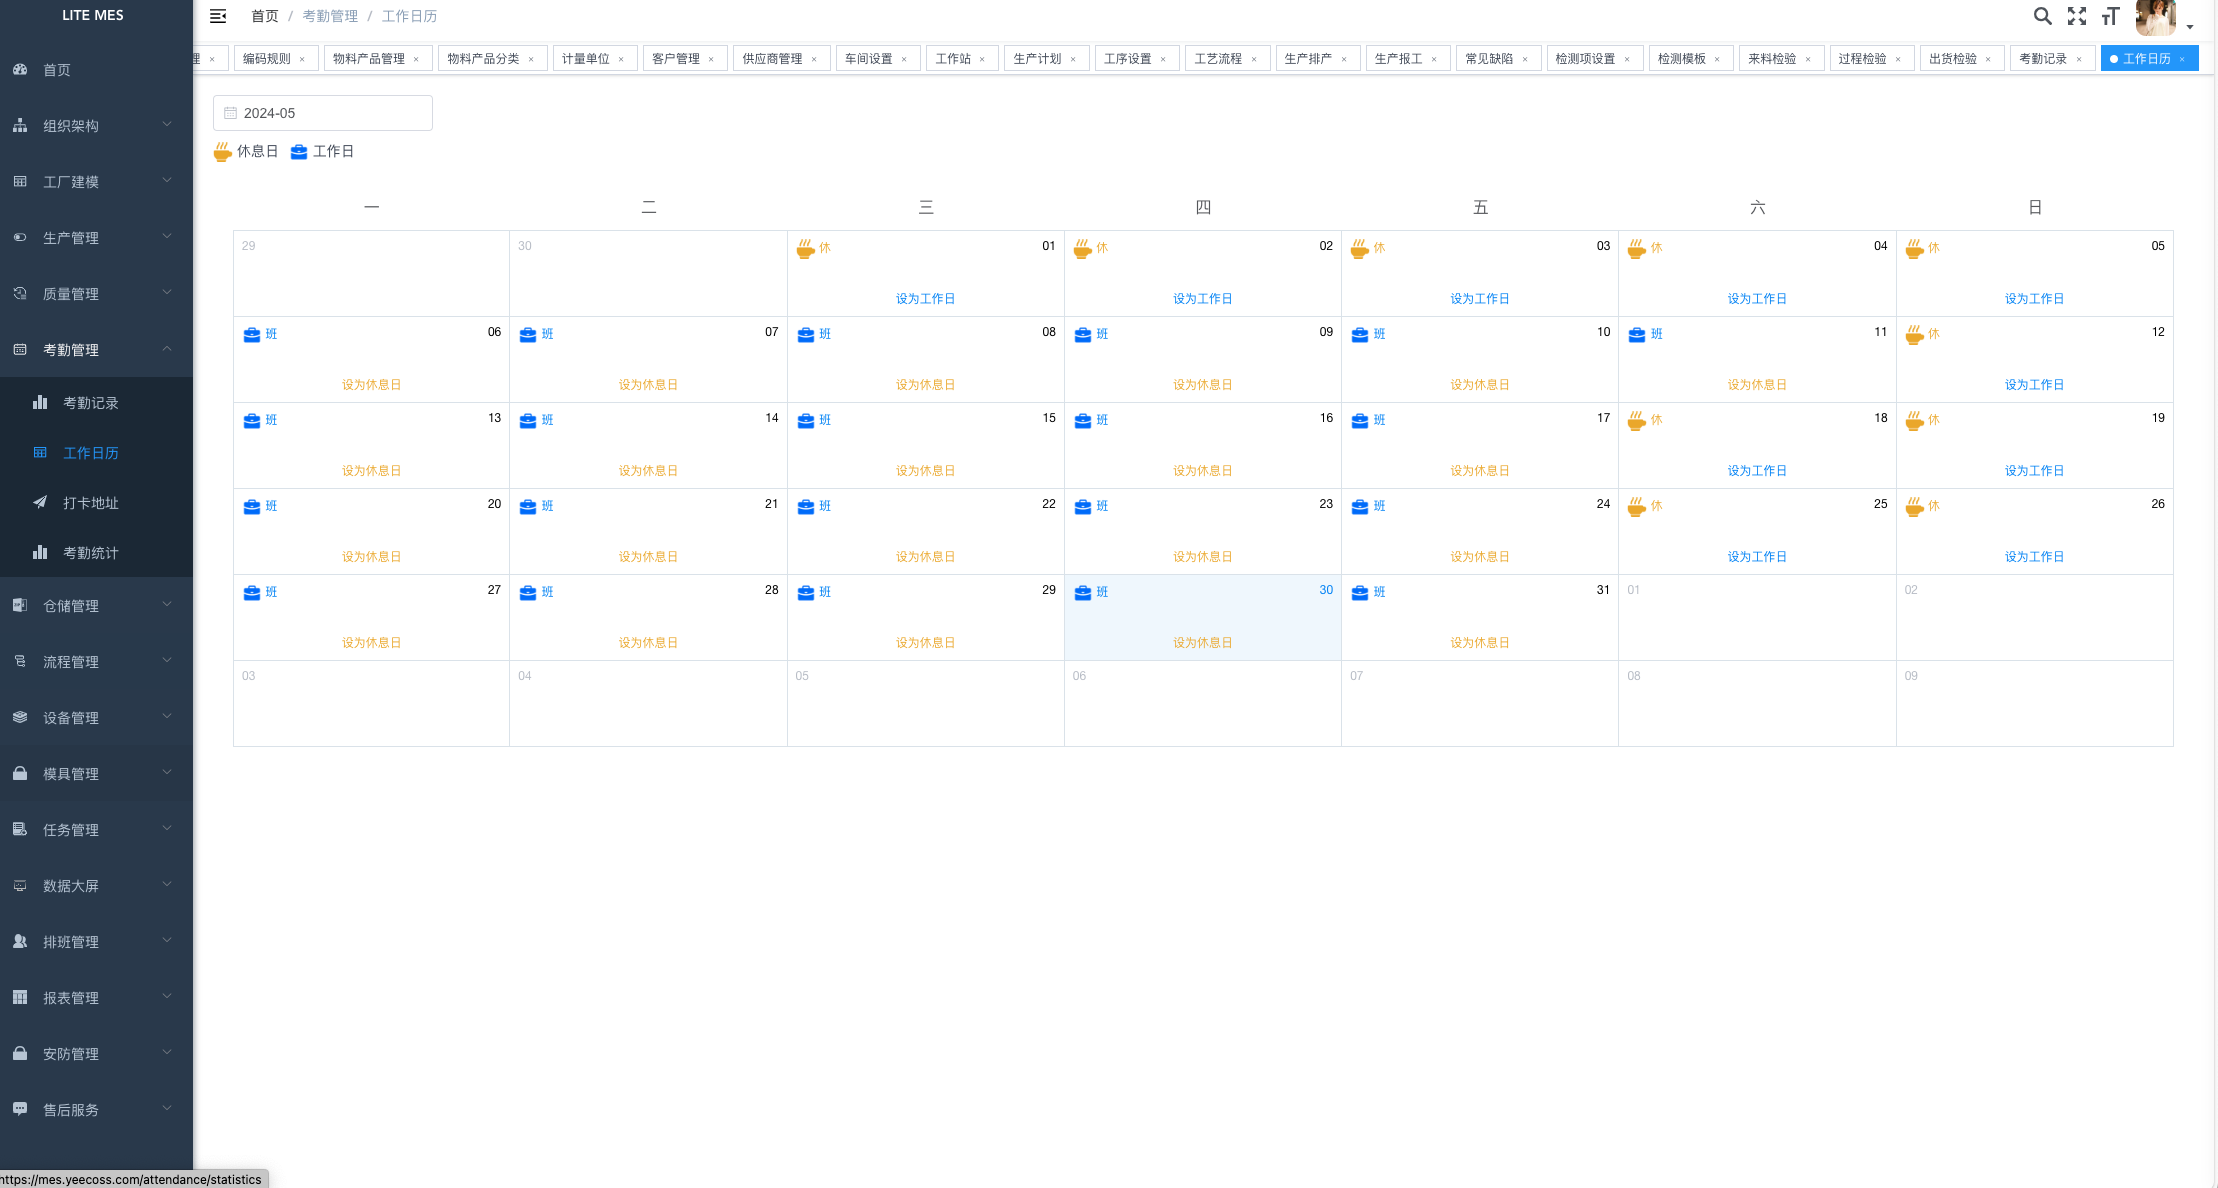 LITE MES
首页 / 考勤管理 / 工作日历
理 × 编码规则 × 物料产品管理 × 物料产品分类 × 计量单位 × 客户管理 × 供应商管理 × 车间设置 × 工作站 × 生产计划 × 工序设置 × 工艺流程 × 生产排产 × 生产报工 × 常见缺陷 × 检测项设置 × 检测模板 × 来料检验 × 过程检验 × 出货检验 × 考勤记录 × 工作日历 ×
首页
组织架构
工厂建模
生产管理
质量管理
考勤管理
考勤记录
工作日历
打卡地址
考勤统计
仓储管理
流程管理
设备管理
模具管理
任务管理
数据大屏
排班管理
报表管理
安防管理
售后服务
2024-05
休息日 工作日
一 二 三 四 五 六 日
29 30 休 01 休 02 休 03 休 04 休 05
设为工作日 设为工作日 设为工作日 设为工作日 设为工作日
班 06 班 07 班 08 班 09 班 10 班 11 休 12
设为休息日 设为休息日 设为休息日 设为休息日 设为休息日 设为休息日 设为工作日
班 13 班 14 班 15 班 16 班 17 休 18 休 19
设为休息日 设为休息日 设为休息日 设为休息日 设为休息日 设为工作日 设为工作日
班 20 班 21 班 22 班 23 班 24 休 25 休 26
设为休息日 设为休息日 设为休息日 设为休息日 设为休息日 设为工作日 设为工作日
班 27 班 28 班 29 班 30 班 31 01 02
设为休息日 设为休息日 设为休息日 设为休息日 设为休息日
03 04 05 06 07 08 09
https://mes.yeecoss.com/attendance/statistics